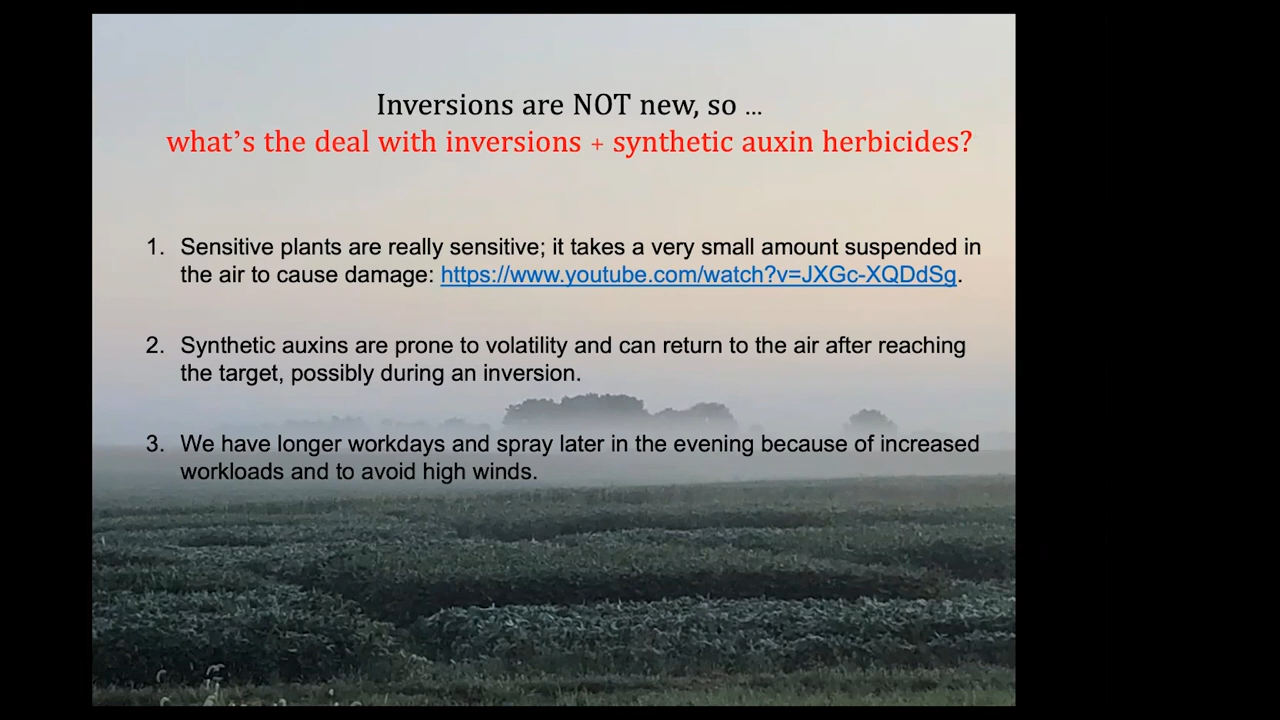 Inversions are NOT new, so ...
what's the deal with inversions + synthetic auxin herbicides?
1. Sensitive plants are really sensitive; it takes a very small amount suspended in
the air to cause damage: https://www.youtube.com/watch?v=JXGc-XQDdSg.
2. Synthetic auxins are prone to volatility and can return to the air after reaching
the target, possibly during an inversion.
3. We have longer workdays and spray later in the evening because of increased
workloads and to avoid high winds.